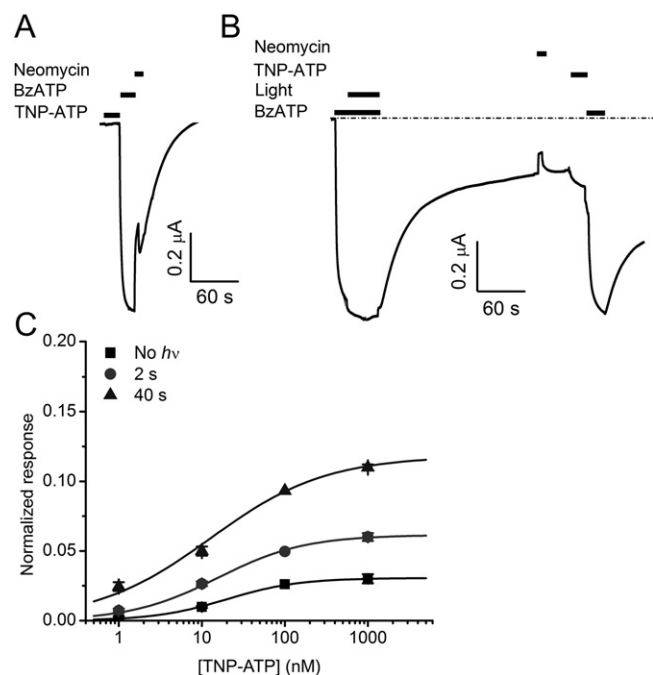 A
Neomycin
BzATP
TNP-ATP
0.2 µA
60 s
B
Neomycin
TNP-ATP
Light
BzATP
0.2 µA
60 s
C
No hν
2 s
40 s
Normalized response
0.20
0.15
0.10
0.05
0.00
1 10 100 1000
[TNP-ATP] (nM)